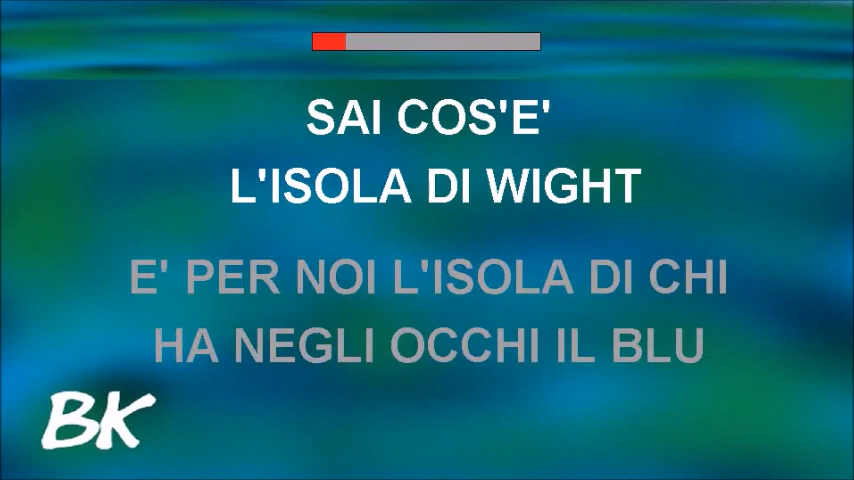 SAI COS'E'
L'ISOLA DI WIGHT
E' PER NOI L'ISOLA DI CHI
HA NEGLI OCCHI IL BLU
BK